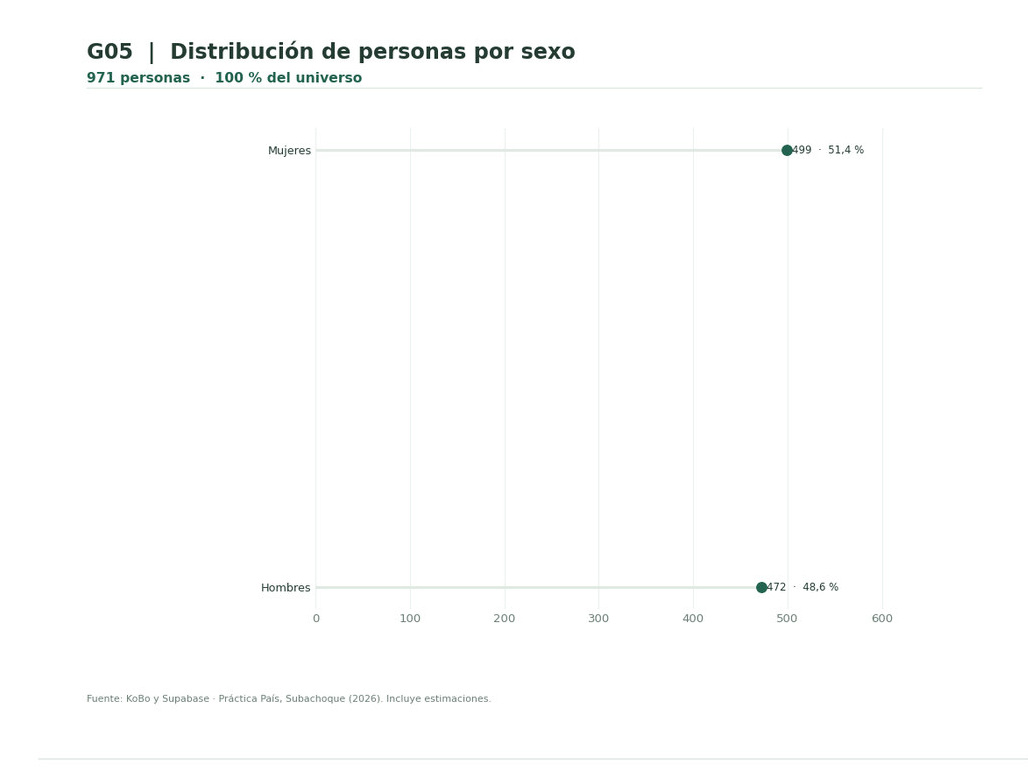 G05 | Distribución de personas por sexo
971 personas · 100 % del universo
Mujeres 499 · 51,4 %
Hombres 472 · 48,6 %
0 100 200 300 400 500 600
Fuente: KoBo y Supabase · Práctica País, Subachoque (2026). Incluye estimaciones.